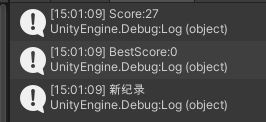 [15:01:09] Score:27
UnityEngine.Debug:Log (object)
[15:01:09] BestScore:0
UnityEngine.Debug:Log (object)
[15:01:09] 新纪录
UnityEngine.Debug:Log (object)